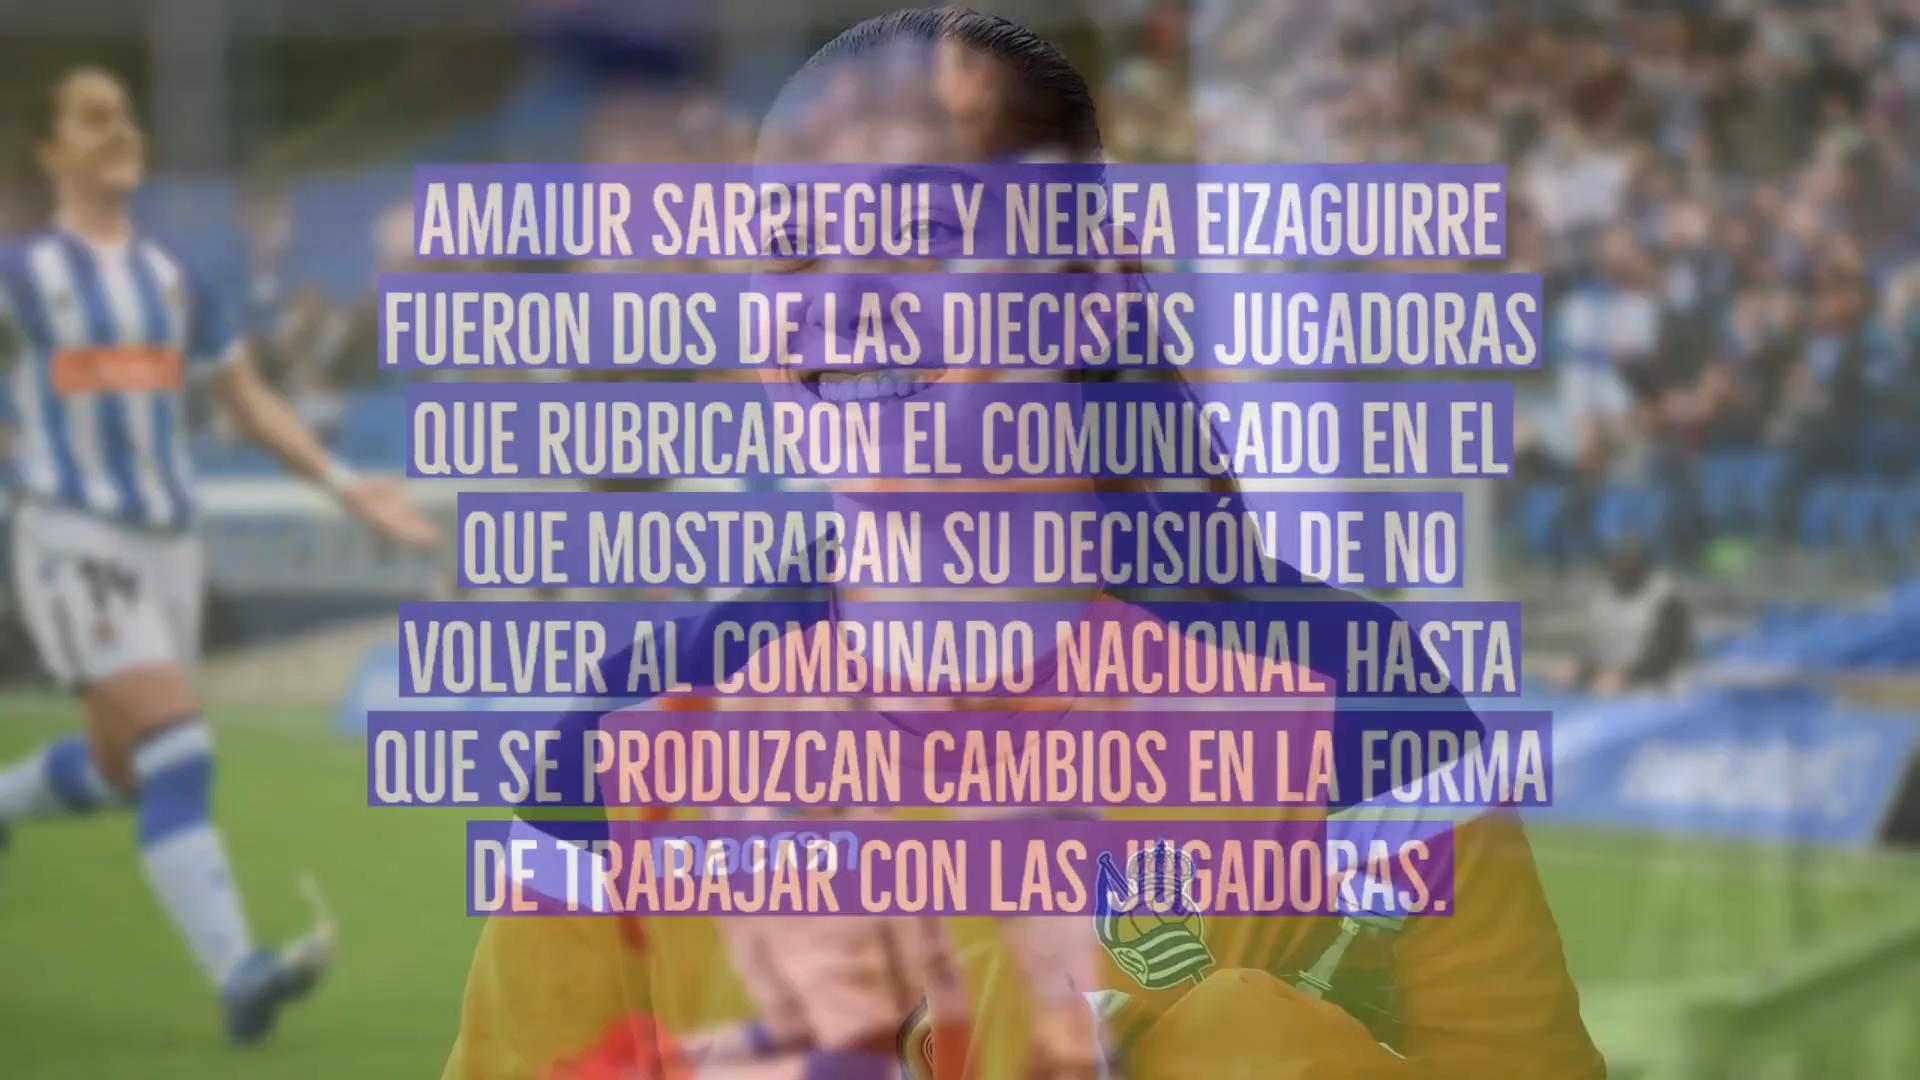 AMAIUR SARRIEGUI Y NEREA EIZAGUIRRE
FUERON DOS DE LAS DIECISEIS JUGADORAS
QUE RUBRICARON EL COMUNICADO EN EL
QUE MOSTRABAN SU DECISIÓN DE NO
VOLVER AL COMBINADO NACIONAL HASTA
QUE SE PRODUZCAN CAMBIOS EN LA FORMA
DE TRABAJAR CON LAS JUGADORAS.
macron
14